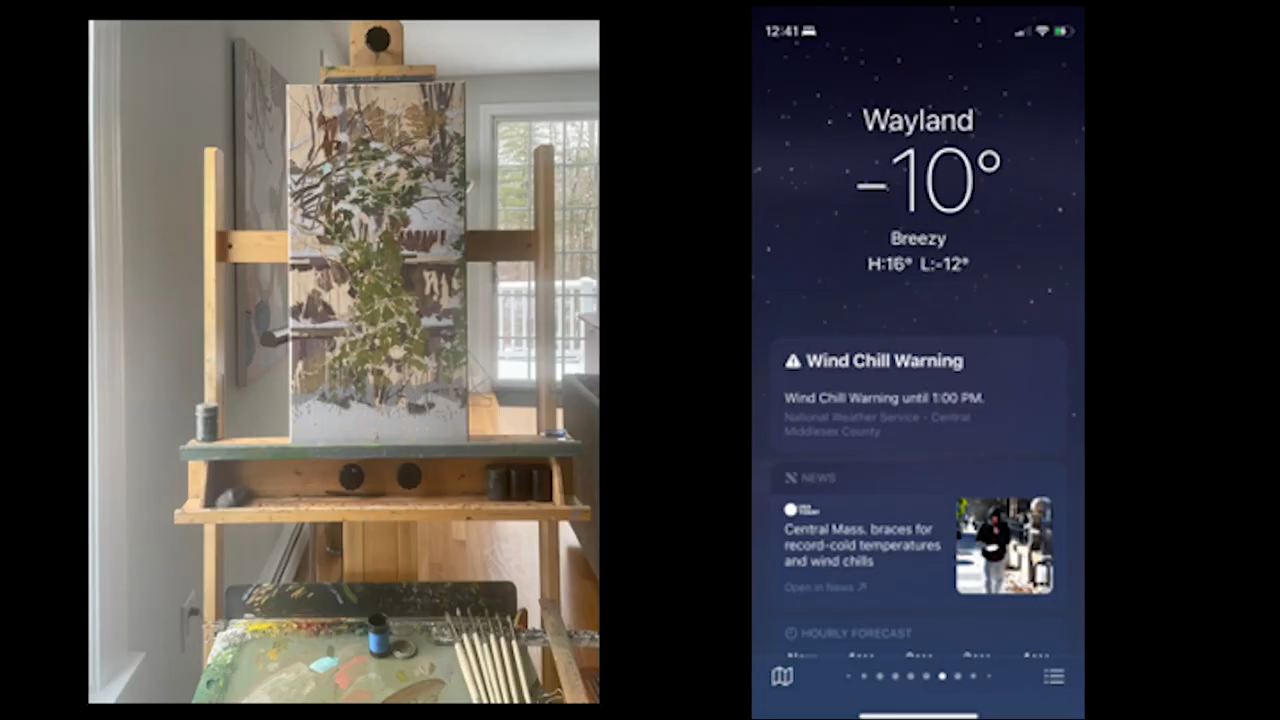 12:41
Wayland
-10°
Breezy
H:16° L:-12°
Wind Chill Warning
Wind Chill Warning until 1:00 PM.
National Weather Service - Central
Middlesex County
NEWS
USA
TODAY
Central Mass. braces for
record-cold temperatures
and wind chills
Open in News ↗
HOURLY FORECAST